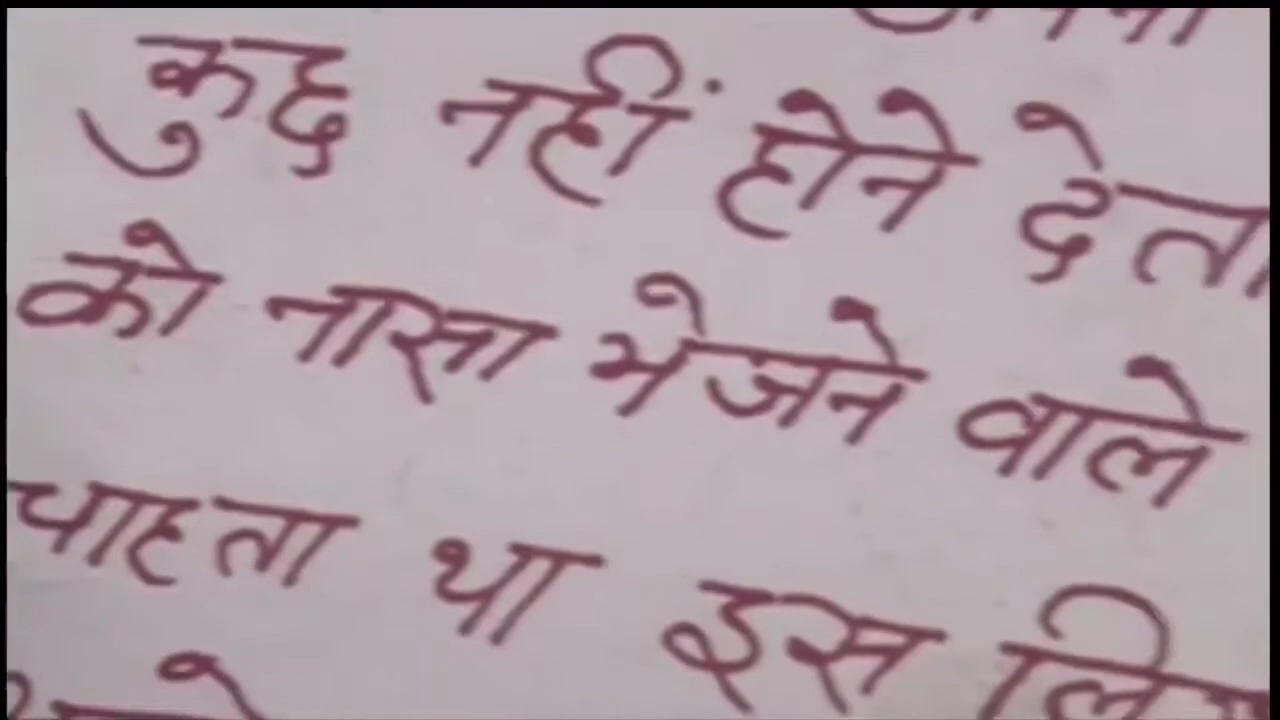 कुछ नहीं होने देता
को नासा भेजने वाले
चाहता था इस